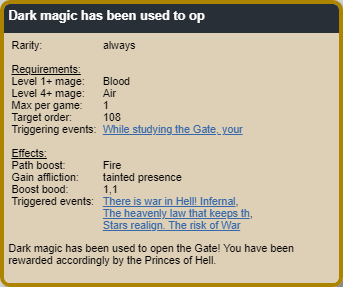 Dark magic has been used to op
Rarity: always
Requirements:
Level 1+ mage: Blood
Level 4+ mage: Air
Max per game: 1
Target order: 108
Triggering events: While studying the Gate, your
Effects:
Path boost: Fire
Gain affliction: tainted presence
Boost bood: 1,1
Triggered events: There is war in Hell! Infernal,
The heavenly law that keeps th,
Stars realign. The risk of War
Dark magic has been used to open the Gate! You have been
rewarded accordingly by the Princes of Hell.